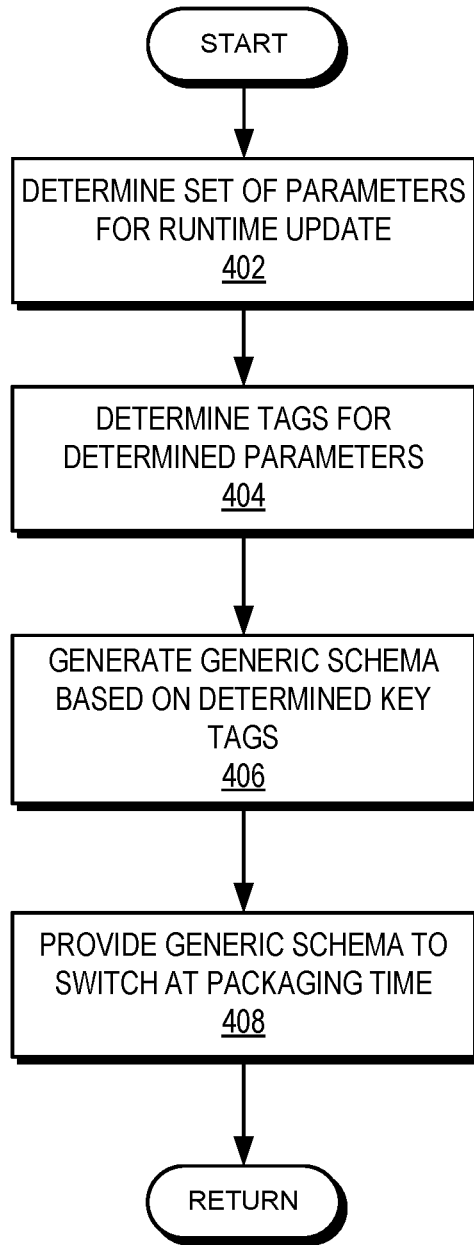 START
DETERMINE SET OF PARAMETERS
FOR RUNTIME UPDATE
402
DETERMINE TAGS FOR
DETERMINED PARAMETERS
404
GENERATE GENERIC SCHEMA
BASED ON DETERMINED KEY
TAGS
406
PROVIDE GENERIC SCHEMA TO
SWITCH AT PACKAGING TIME
408
RETURN